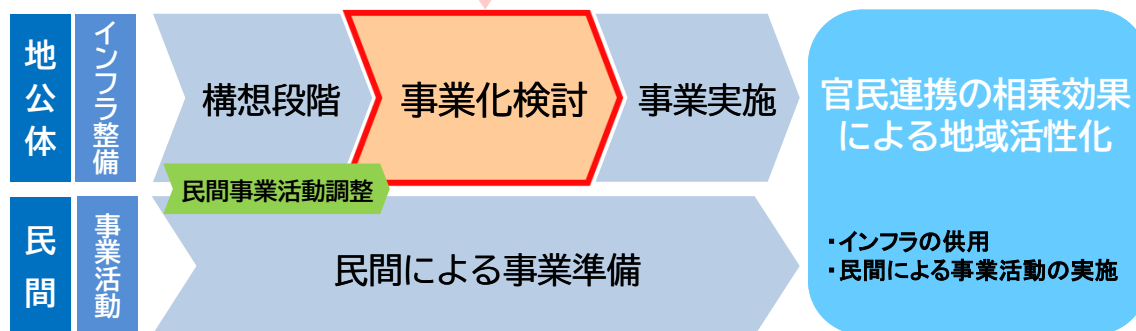 地公体
インフラ整備
構想段階
事業化検討
事業実施
民間事業活動調整
民間
事業活動
民間による事業準備
官民連携の相乗効果
による地域活性化
・インフラの供用
・民間による事業活動の実施